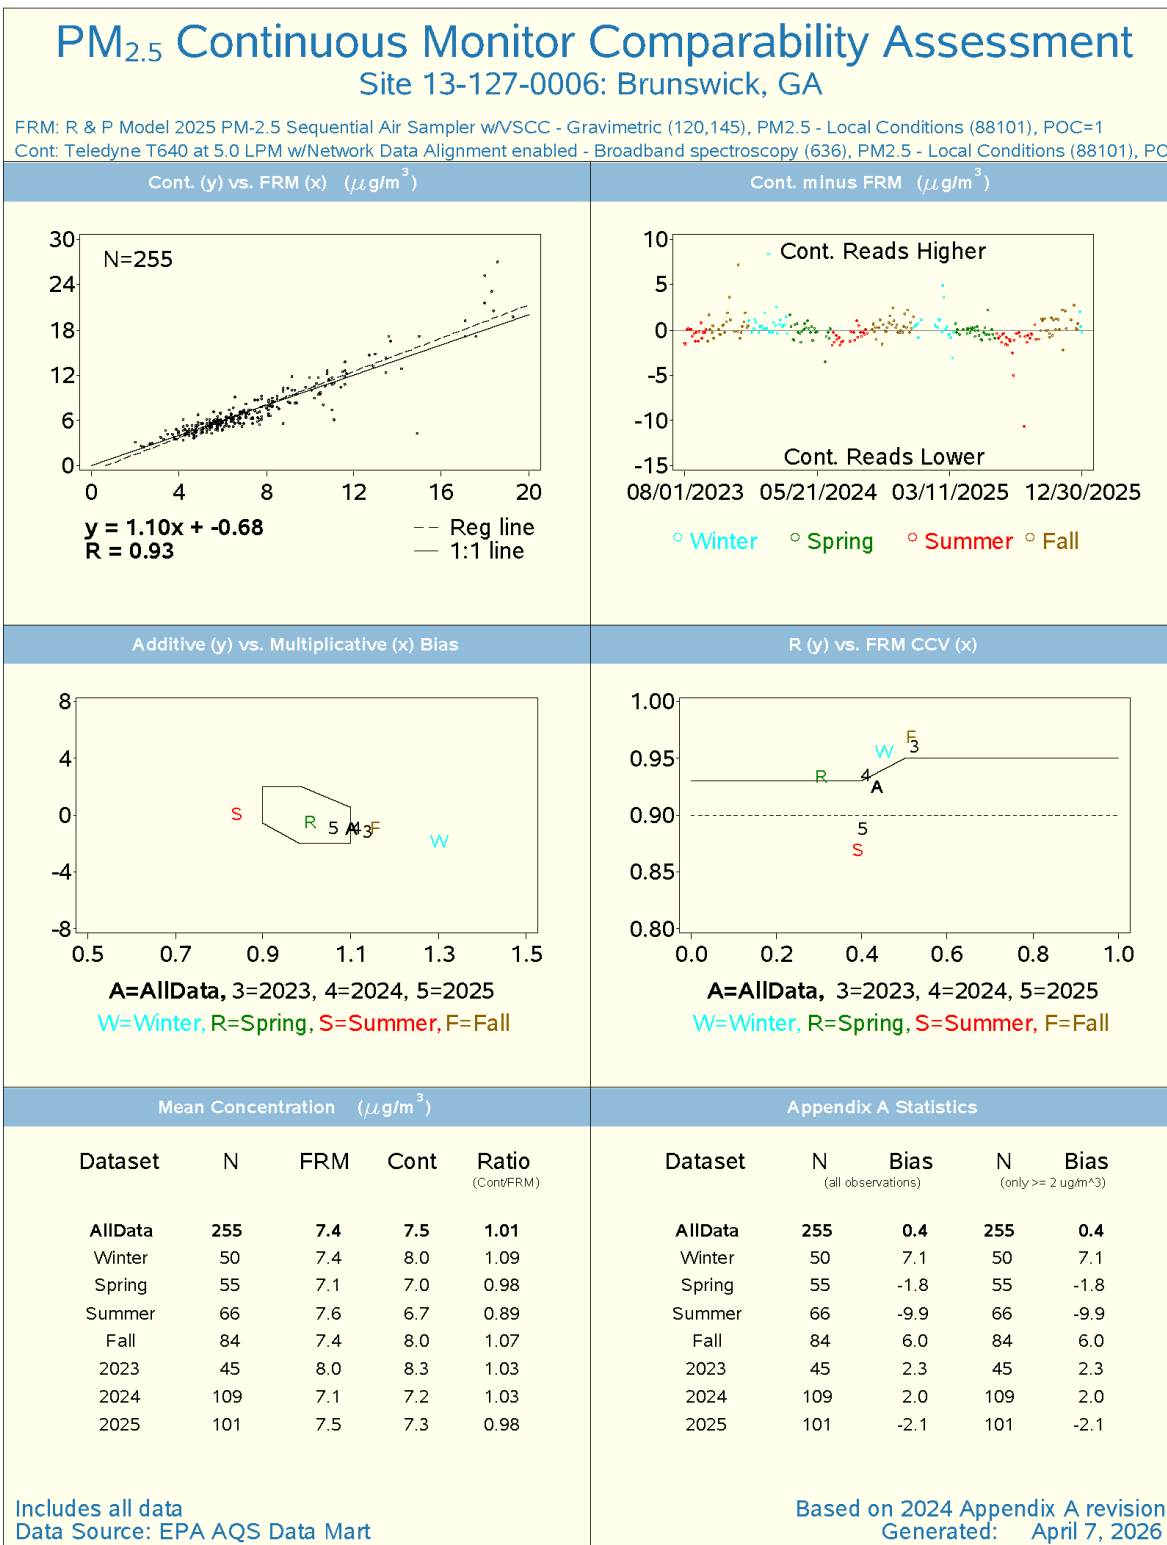 PM2.5 Continuous Monitor Comparability Assessment
Site 13-127-0006: Brunswick, GA
FRM: R & P Model 2025 PM-2.5 Sequential Air Sampler w/VSCC - Gravimetric (120,145), PM2.5 - Local Conditions (88101), POC=1
Cont: Teledyne T640 at 5.0 LPM w/Network Data Alignment enabled - Broadband spectroscopy (636), PM2.5 - Local Conditions (88101), PO
Cont. (y) vs. FRM (x) (μg/m3)
30
24
18
12
6
0
N=255
0 4 8 12 16 20
y = 1.10x + -0.68
R = 0.93
Reg line
1:1 line
Cont. minus FRM (μg/m3)
10
5
0
-5
-10
-15
Cont. Reads Higher
Cont. Reads Lower
08/01/2023 05/21/2024 03/11/2025 12/30/2025
Winter Spring Summer Fall
Additive (y) vs. Multiplicative (x) Bias
8
4
0
-4
-8
S R 5 A 4 3 F W
0.5 0.7 0.9 1.1 1.3 1.5
A=AllData, 3=2023, 4=2024, 5=2025
W=Winter, R=Spring, S=Summer, F=Fall
R (y) vs. FRM CCV (x)
1.00
0.95
0.90
0.85
0.80
F
W 3
R 4
A
5
S
0.0 0.2 0.4 0.6 0.8 1.0
A=AllData, 3=2023, 4=2024, 5=2025
W=Winter, R=Spring, S=Summer, F=Fall
Mean Concentration (μg/m3)
Dataset N FRM Cont Ratio
(Cont/FRM)
AllData 255 7.4 7.5 1.01
Winter 50 7.4 8.0 1.09
Spring 55 7.1 7.0 0.98
Summer 66 7.6 6.7 0.89
Fall 84 7.4 8.0 1.07
2023 45 8.0 8.3 1.03
2024 109 7.1 7.2 1.03
2025 101 7.5 7.3 0.98
Appendix A Statistics
Dataset N Bias N Bias
(all observations) (only >= 2 ug/m^3)
AllData 255 0.4 255 0.4
Winter 50 7.1 50 7.1
Spring 55 -1.8 55 -1.8
Summer 66 -9.9 66 -9.9
Fall 84 6.0 84 6.0
2023 45 2.3 45 2.3
2024 109 2.0 109 2.0
2025 101 -2.1 101 -2.1
Includes all data
Data Source: EPA AQS Data Mart
Based on 2024 Appendix A revision
Generated: April 7, 2026